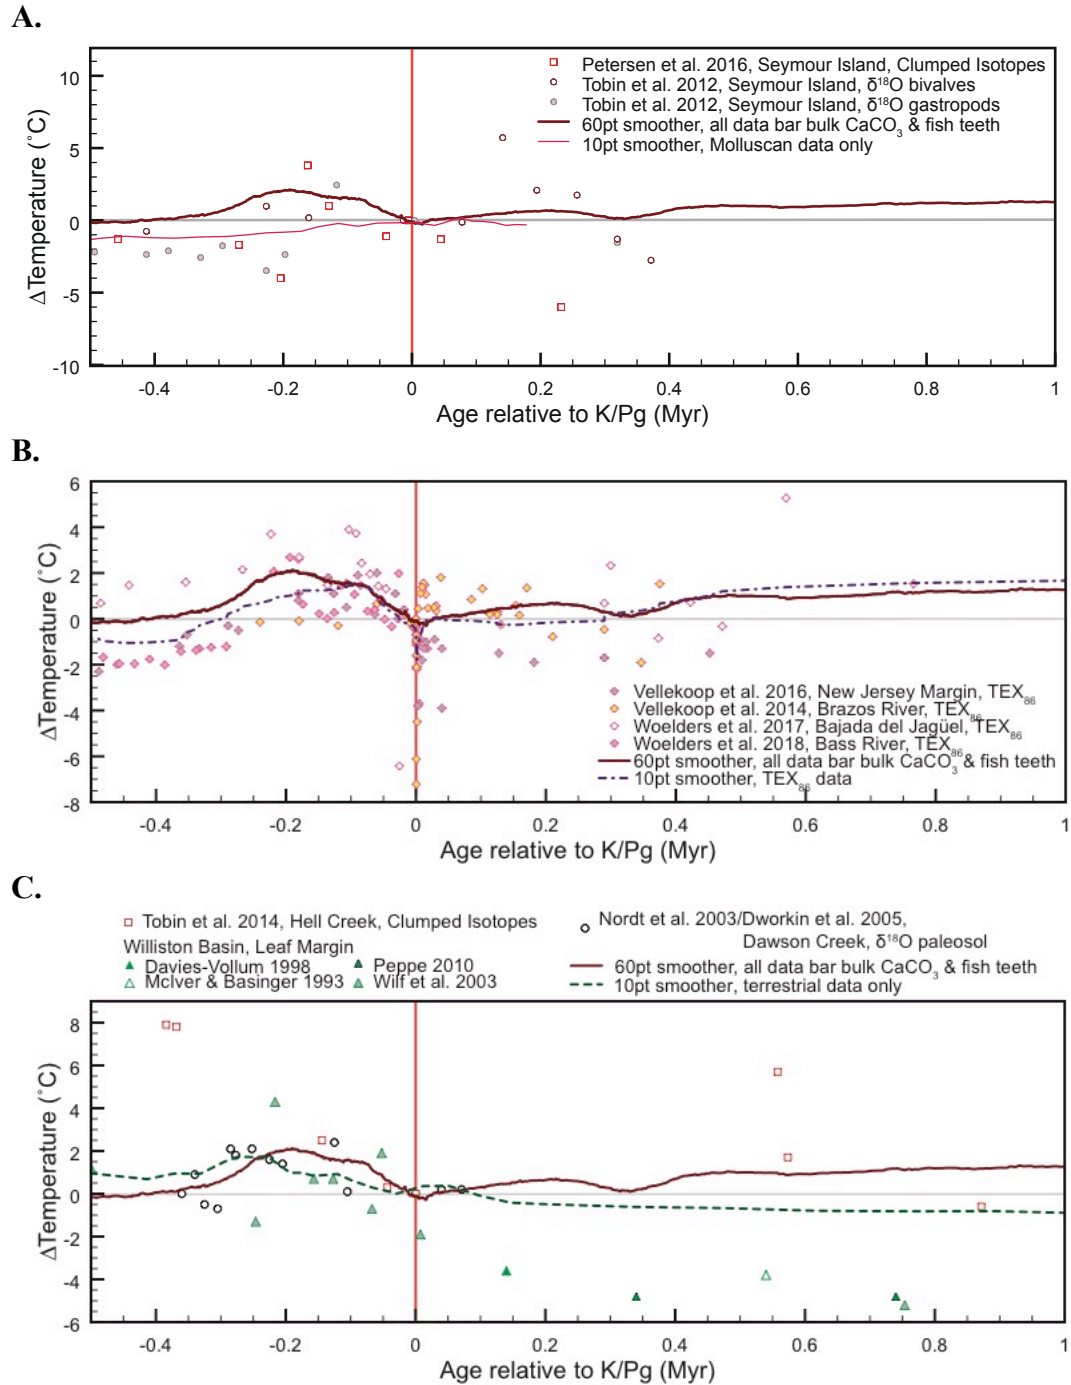 A.
Petersen et al. 2016, Seymour Island, Clumped Isotopes
Tobin et al. 2012, Seymour Island, δ¹⁸O bivalves
Tobin et al. 2012, Seymour Island, δ¹⁸O gastropods
60pt smoother, all data bar bulk CaCO₃ & fish teeth
10pt smoother, Molluscan data only
ΔTemperature (˚C)
10
5
0
-5
-10
-0.4 -0.2 0 0.2 0.4 0.6 0.8 1
Age relative to K/Pg (Myr)
B.
ΔTemperature (˚C)
6
4
2
0
-2
-4
-6
-8
Vellekoop et al. 2016, New Jersey Margin, TEX₈₆
Vellekoop et al. 2014, Brazos River, TEX₈₆
Woelders et al. 2017, Bajada del Jagüel, TEX₈₆
Woelders et al. 2018, Bass River, TEX₈₆
60pt smoother, all data bar bulk CaCO₃ & fish teeth
10pt smoother, TEX₈₆ data
-0.4 -0.2 0 0.2 0.4 0.6 0.8 1
Age relative to K/Pg (Myr)
C.
Tobin et al. 2014, Hell Creek, Clumped Isotopes
Williston Basin, Leaf Margin
Davies-Vollum 1998
Peppe 2010
McIver & Basinger 1993
Wilf et al. 2003
Nordt et al. 2003/Dworkin et al. 2005,
Dawson Creek, δ¹⁸O paleosol
60pt smoother, all data bar bulk CaCO₃ & fish teeth
10pt smoother, terrestrial data only
ΔTemperature (˚C)
8
6
4
2
0
-2
-4
-6
-0.4 -0.2 0 0.2 0.4 0.6 0.8 1
Age relative to K/Pg (Myr)